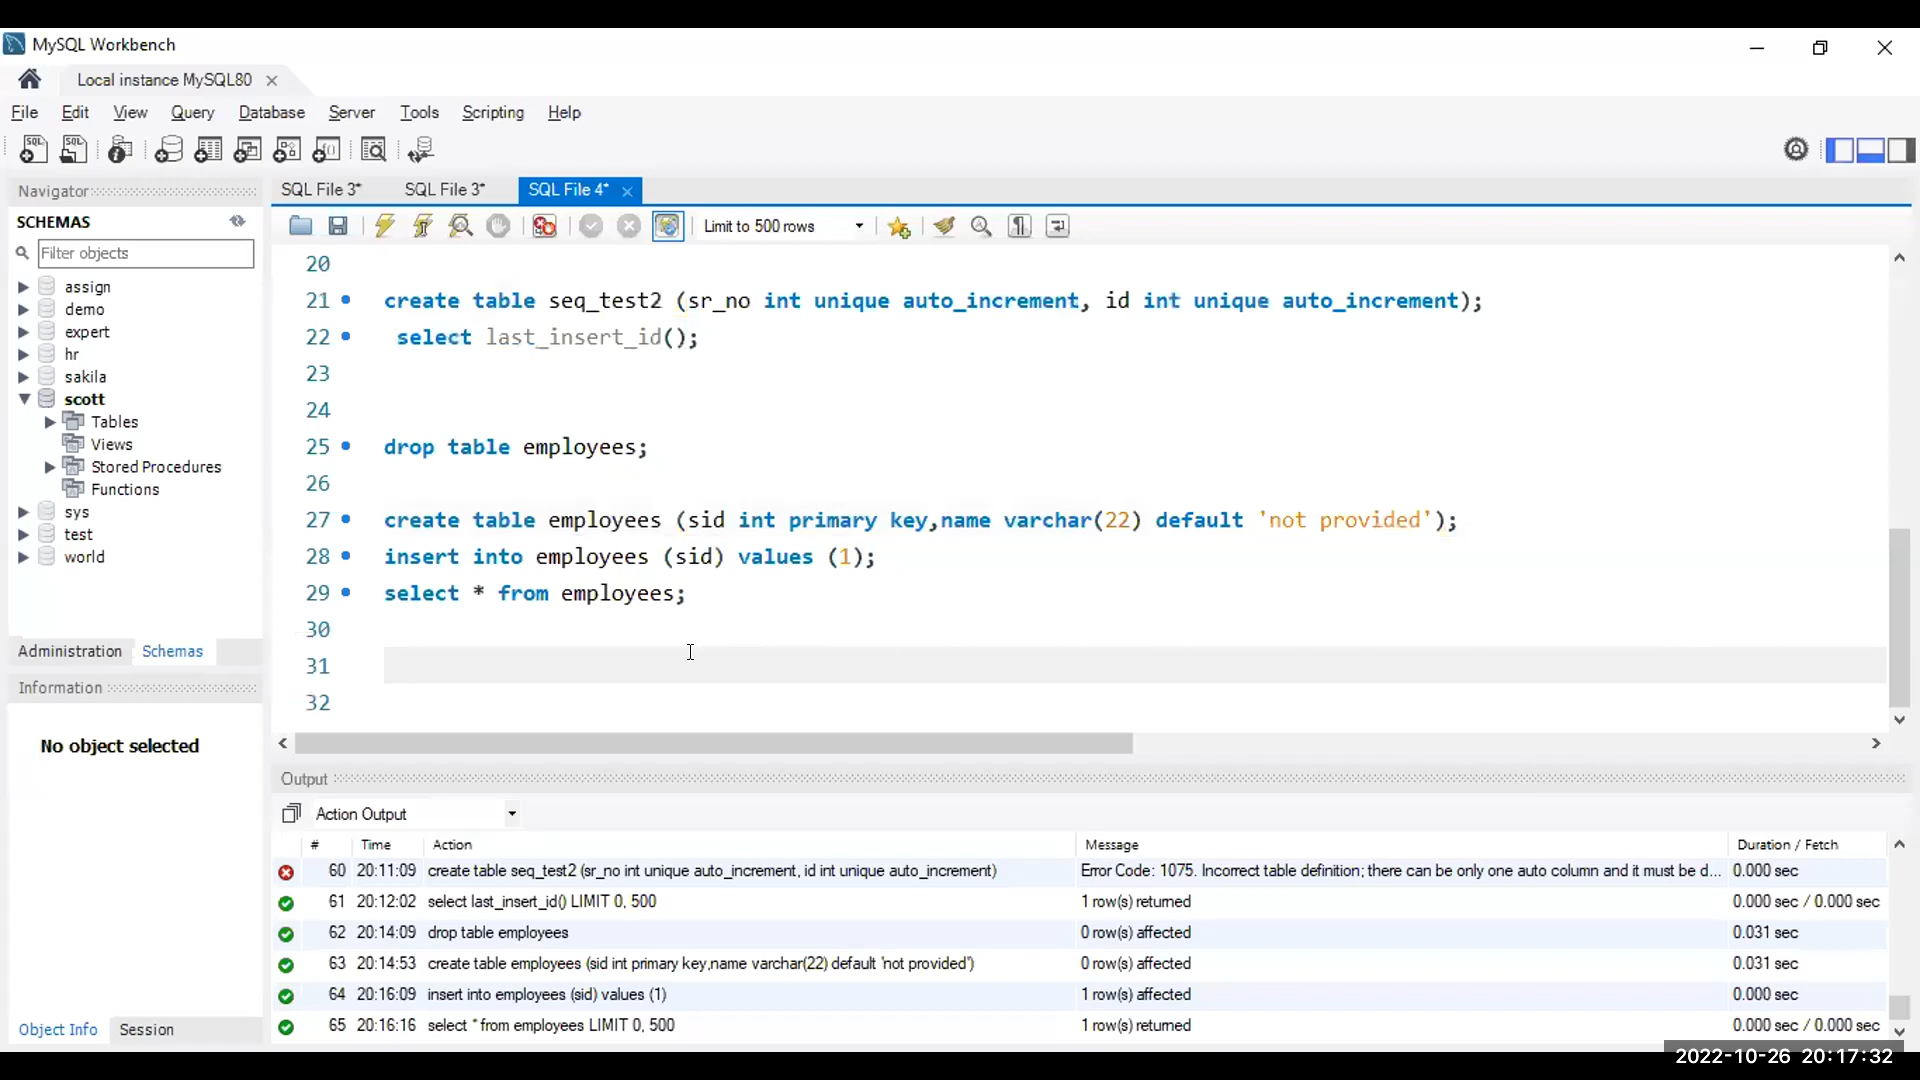 MySQL Workbench
Local instance MySQL80
File Edit View Query Database Server Tools Scripting Help
Navigator
SCHEMAS
Filter objects
assign
demo
expert
hr
sakila
scott
Tables
Views
Stored Procedures
Functions
sys
test
world
Administration Schemas
Information
No object selected
Object Info Session
SQL File 3* SQL File 3* SQL File 4*
Limit to 500 rows
20
21 create table seq_test2 (sr_no int unique auto_increment, id int unique auto_increment);
22 select last_insert_id();
23
24
25 drop table employees;
26
27 create table employees (sid int primary key,name varchar(22) default 'not provided');
28 insert into employees (sid) values (1);
29 select * from employees;
30
31
32
Output
Action Output
# Time Action Message Duration / Fetch
60 20:11:09 create table seq_test2 (sr_no int unique auto_increment, id int unique auto_increment) Error Code: 1075. Incorrect table definition; there can be only one auto column and it must be d... 0.000 sec
61 20:12:02 select last_insert_id() LIMIT 0, 500 1 row(s) returned 0.000 sec / 0.000 sec
62 20:14:09 drop table employees 0 row(s) affected 0.031 sec
63 20:14:53 create table employees (sid int primary key,name varchar(22) default 'not provided') 0 row(s) affected 0.031 sec
64 20:16:09 insert into employees (sid) values (1) 1 row(s) affected 0.000 sec
65 20:16:16 select * from employees LIMIT 0, 500 1 row(s) returned 0.000 sec / 0.000 sec
2022-10-26 20:17:32